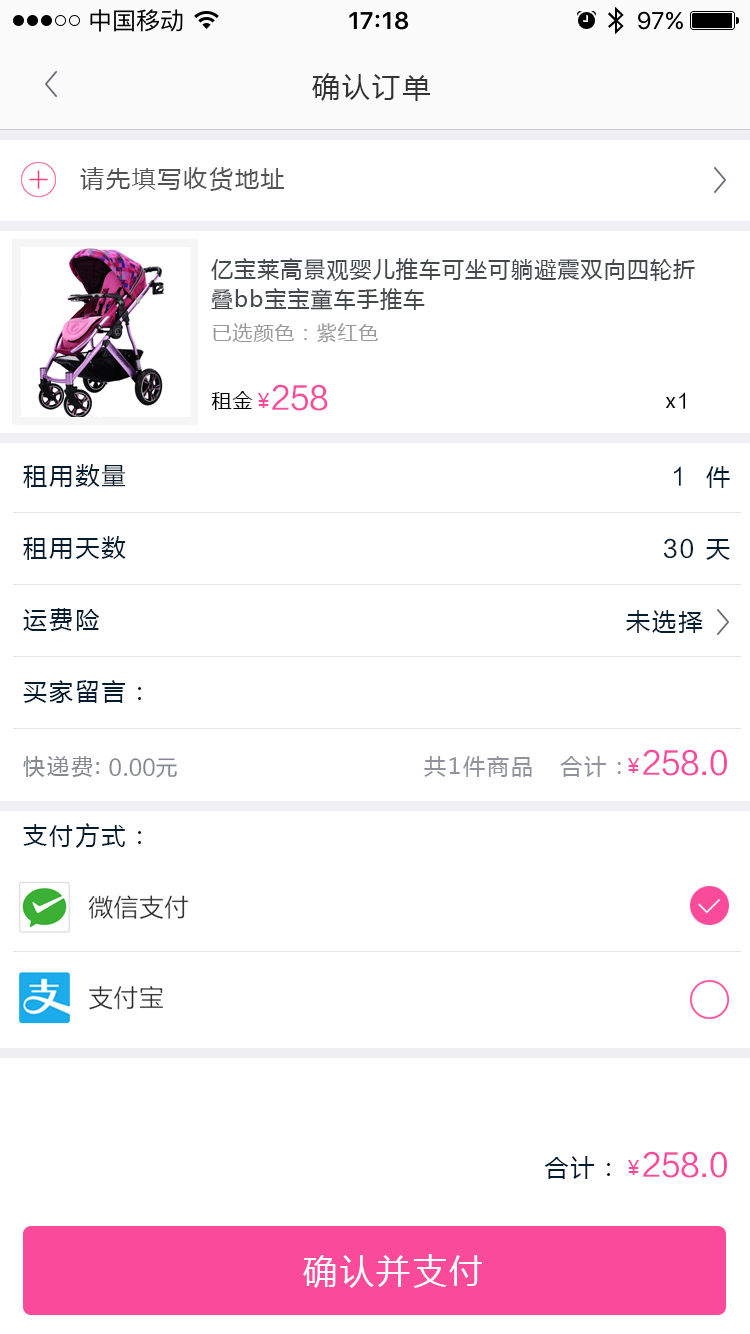 中国移动 17:18 97%
确认订单
请先填写收货地址
亿宝莱高景观婴儿推车可坐可躺避震双向四轮折
叠bb宝宝童车手推车
已选颜色：紫红色
租金 ¥258 x1
租用数量 1 件
租用天数 30 天
运费险 未选择
买家留言：
快递费: 0.00元 共1件商品 合计：¥258.0
支付方式：
微信支付
支 支付宝
合计： ¥258.0
确认并支付